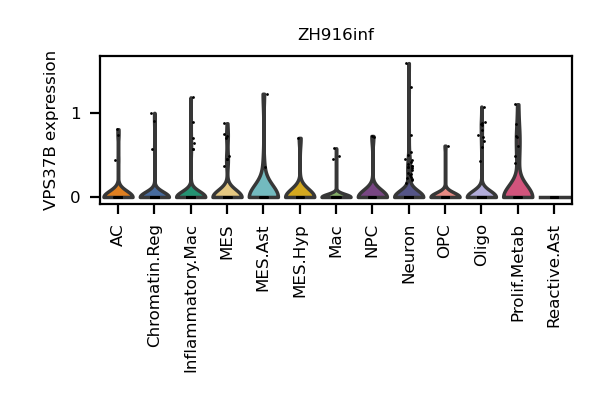 ZH916inf
VPS37B expression
1
0
AC
Chromatin.Reg
Inflammatory.Mac
MES
MES.Ast
MES.Hyp
Mac
NPC
Neuron
OPC
Oligo
Prolif.Metab
Reactive.Ast